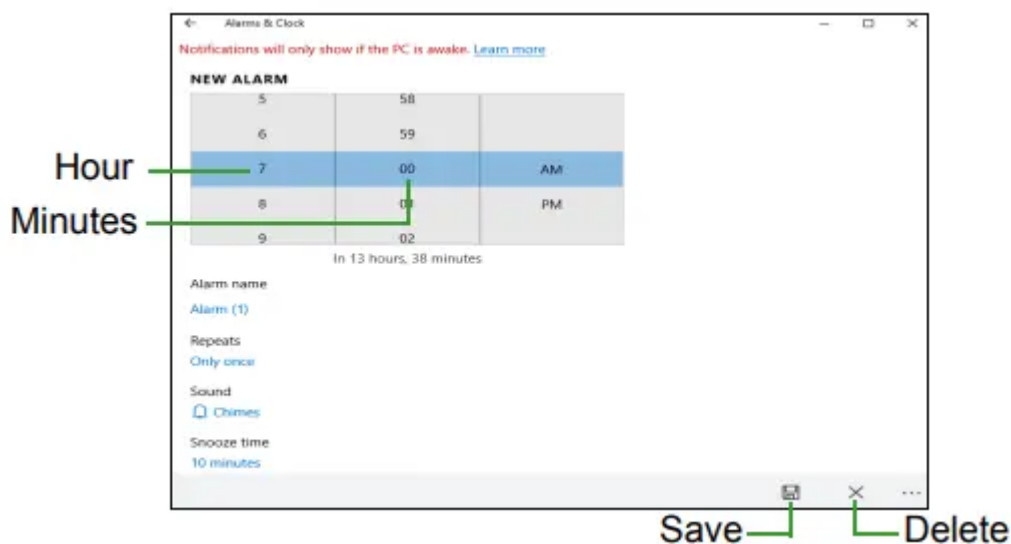 Alarms & Clock
Notifications will only show if the PC is awake. Learn more
NEW ALARM
5 58
6 59
Hour 7 00 AM
8 01 PM
Minutes
9 02
In 13 hours, 38 minutes
Alarm name
Alarm (1)
Repeats
Only once
Sound
Chimes
Snooze time
10 minutes
...
Save Delete